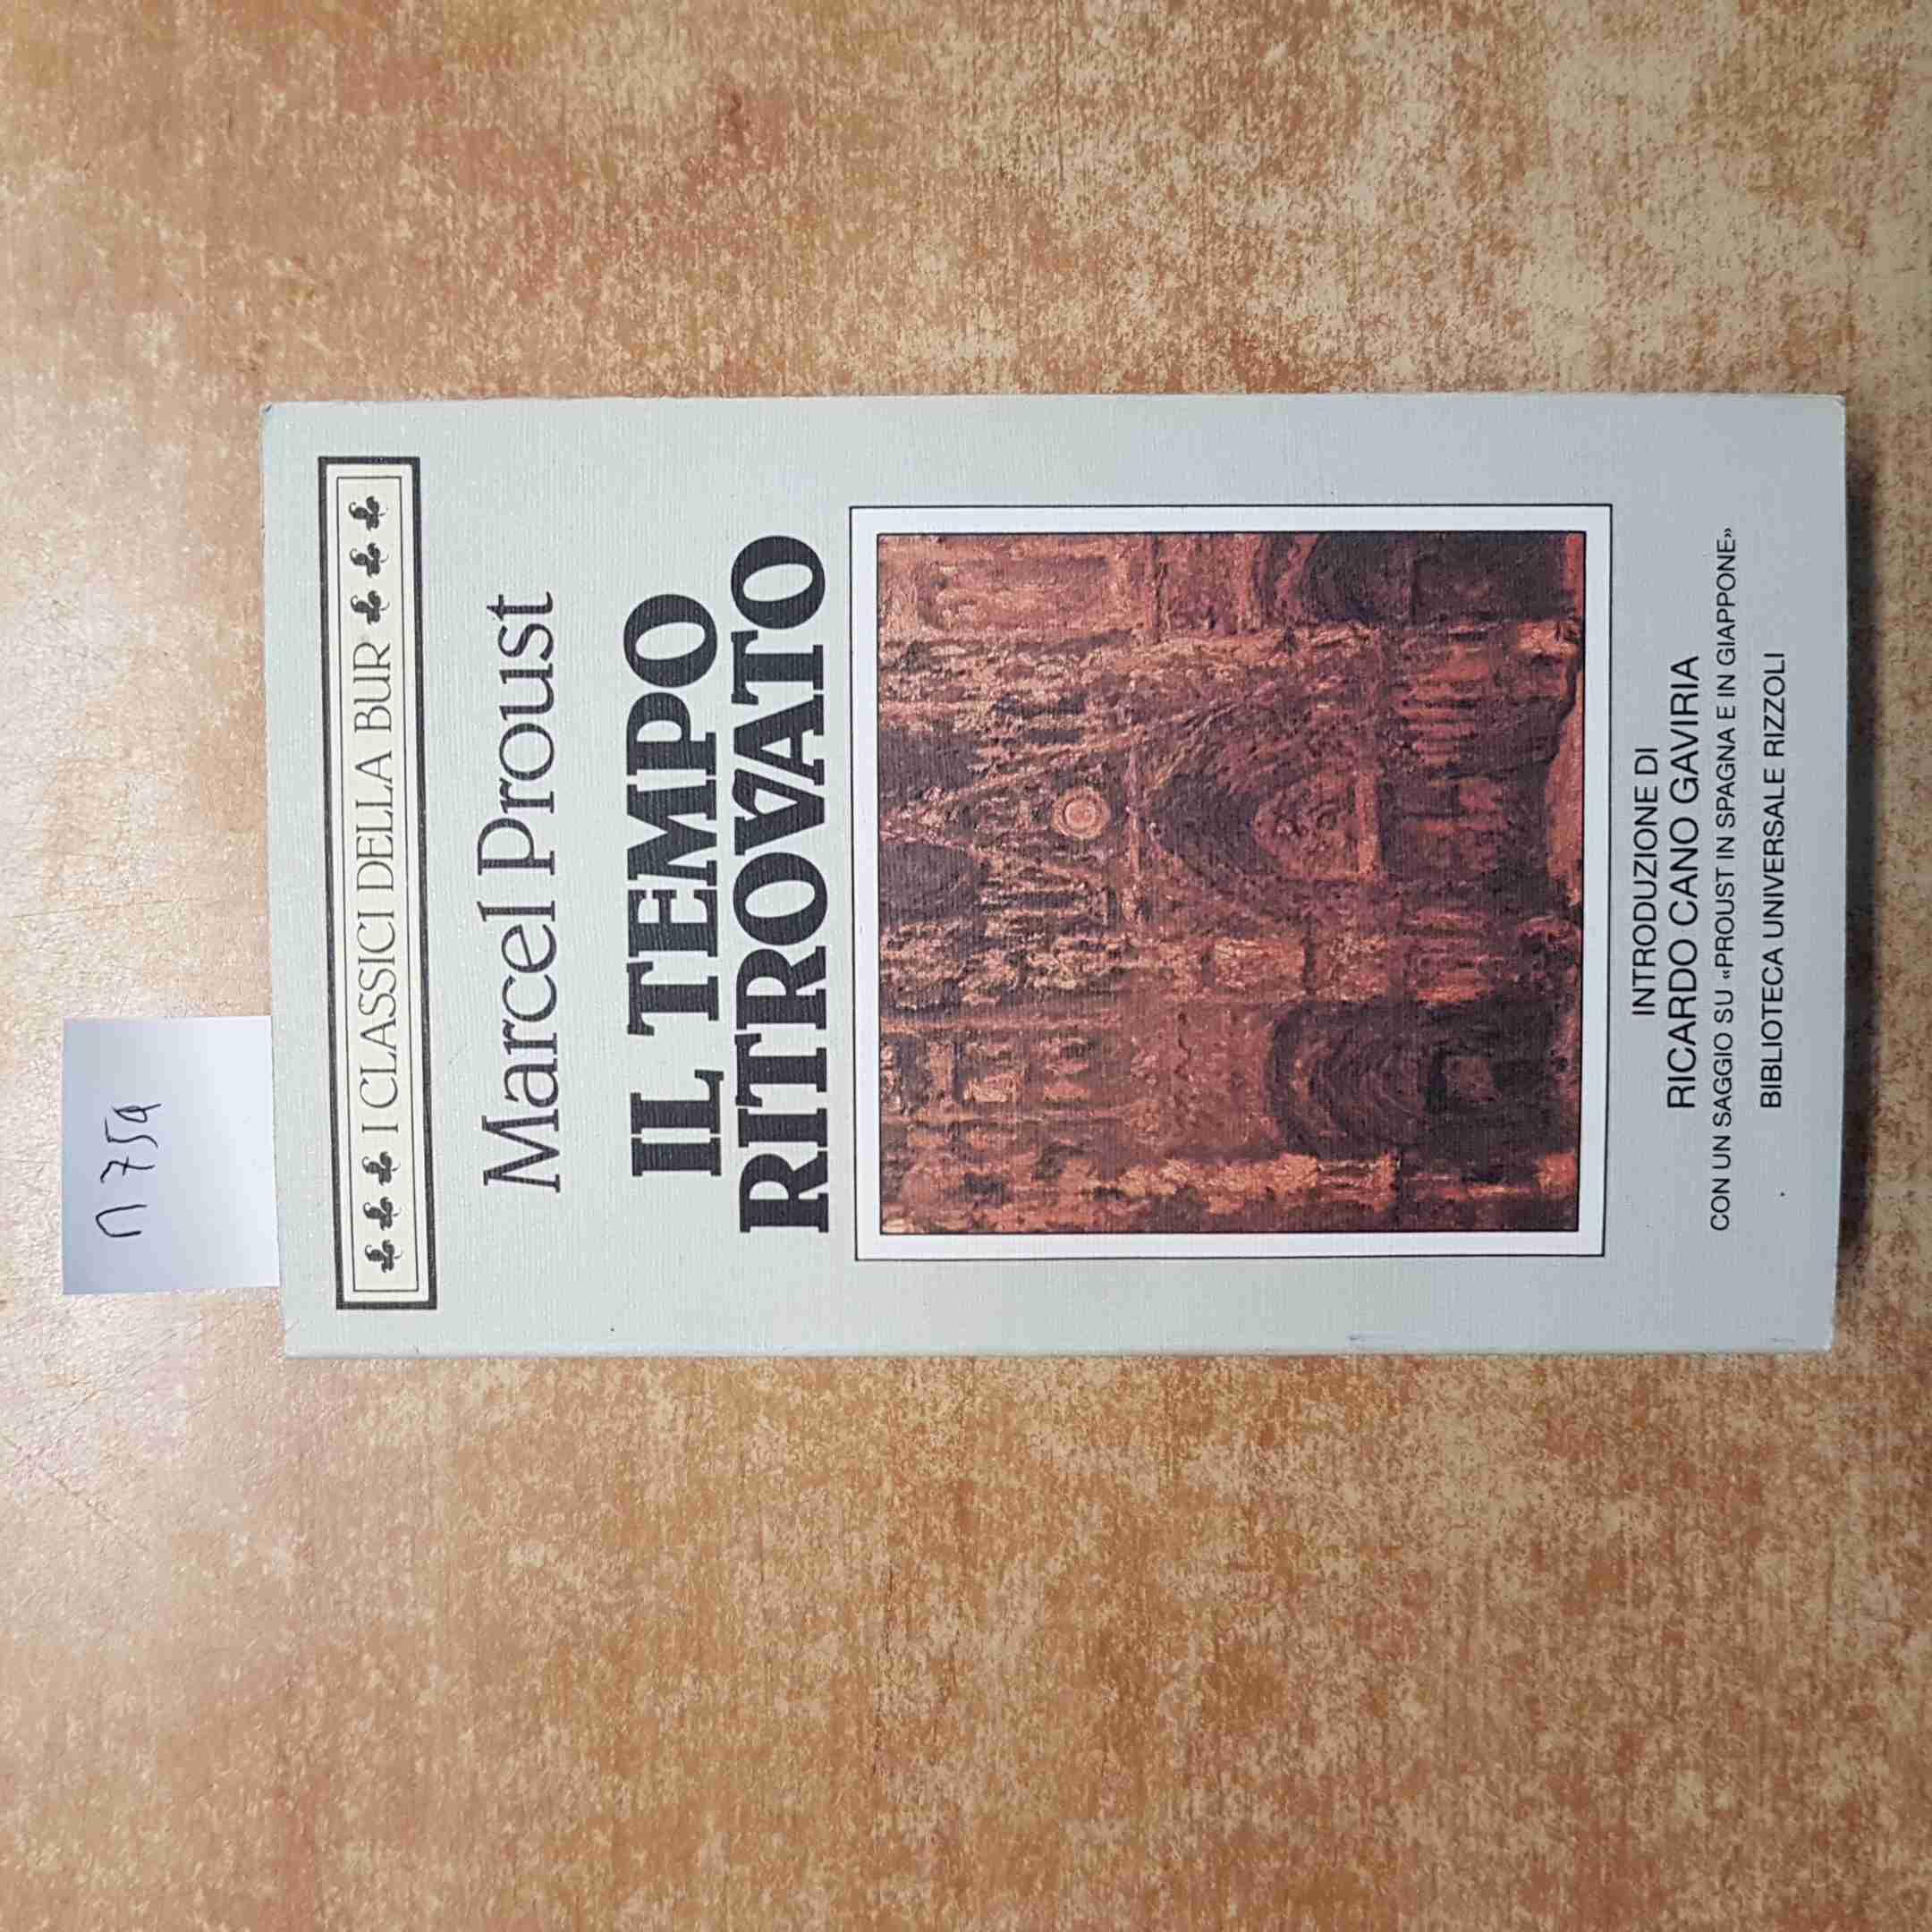 n 759
I CLASSICI DELLA BUR
Marcel Proust
IL TEMPO
RITROVATO
INTRODUZIONE DI
RICARDO CANO GAVIRIA
CON UN SAGGIO SU «PROUST IN SPAGNA E IN GIAPPONE»
BIBLIOTECA UNIVERSALE RIZZOLI